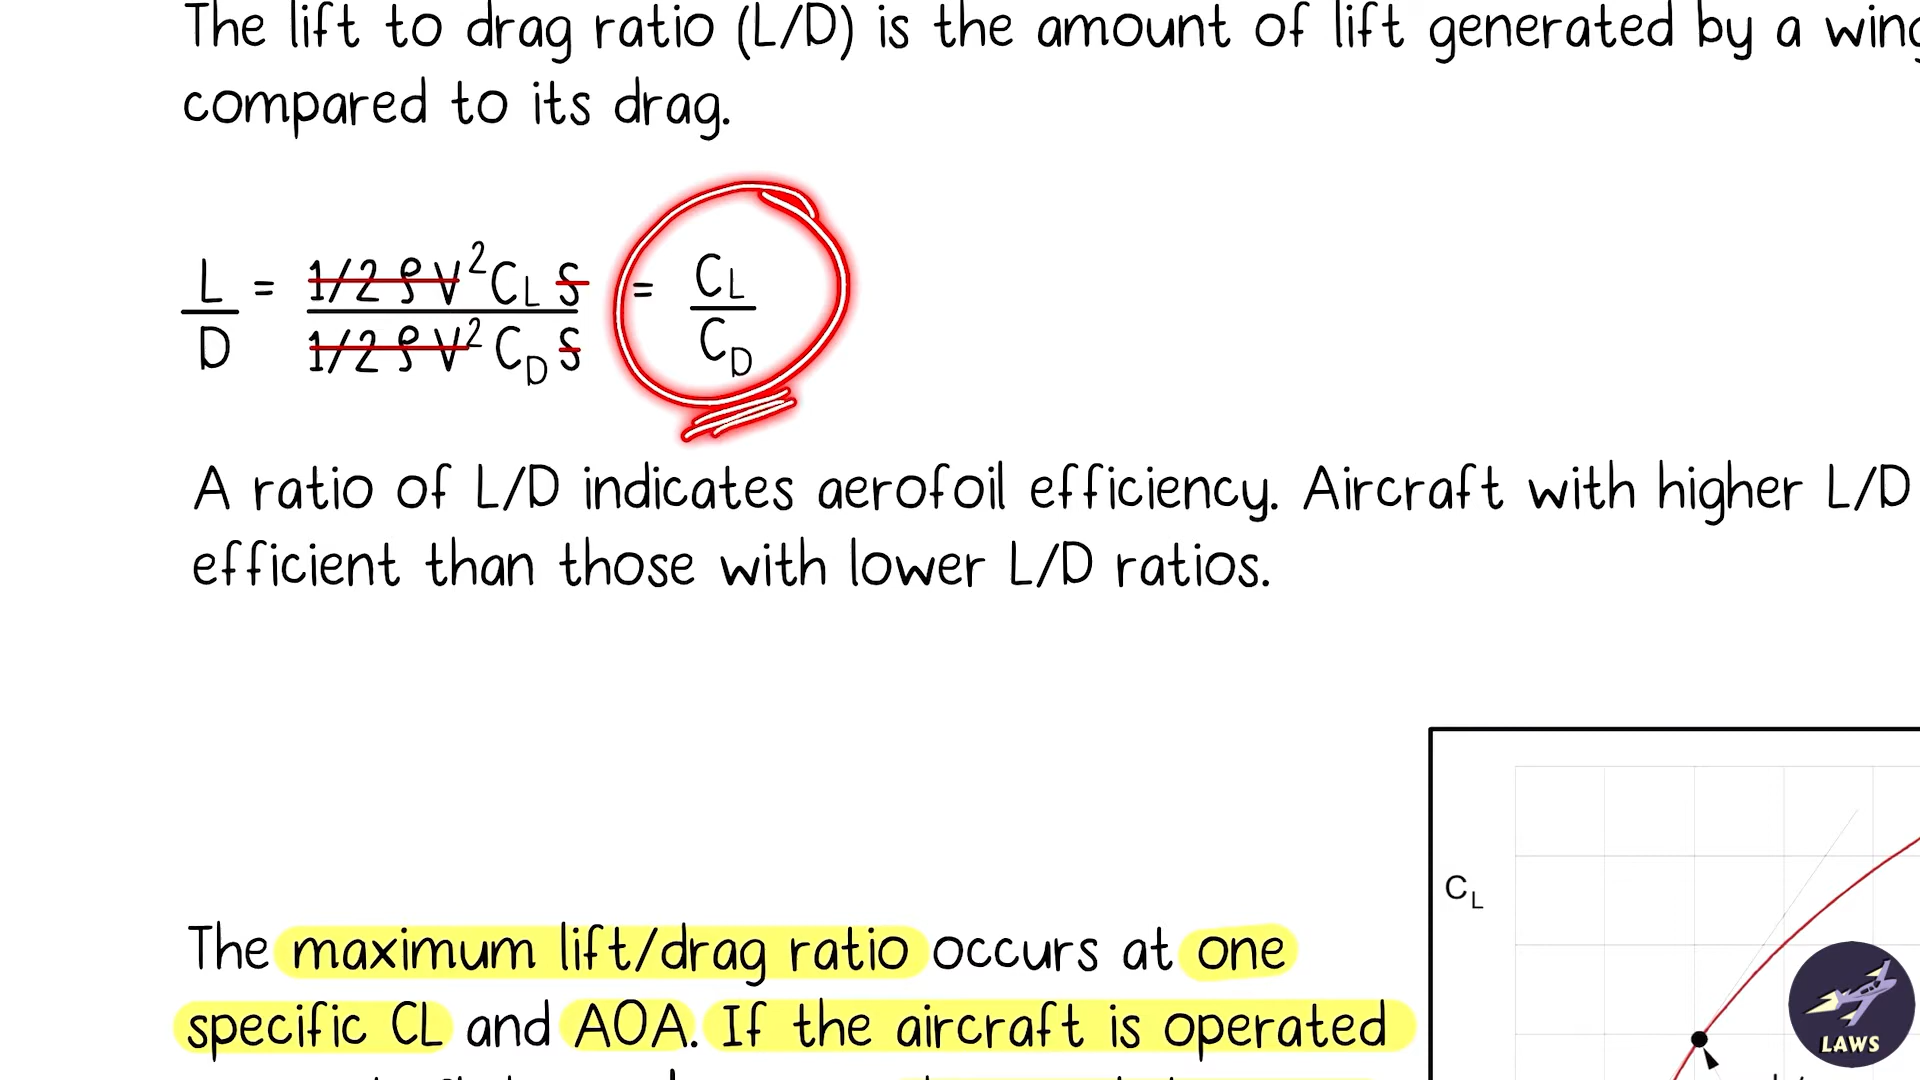 The lift to drag ratio (L/D) is the amount of lift generated by a wing
compared to its drag.
L/D = 1/2 ρ V² CL S / 1/2 ρ V² CD S = CL/CD
A ratio of L/D indicates aerofoil efficiency. Aircraft with higher L/D
efficient than those with lower L/D ratios.
CL
The maximum lift/drag ratio occurs at one
specific CL and AOA. If the aircraft is operated
LAWS